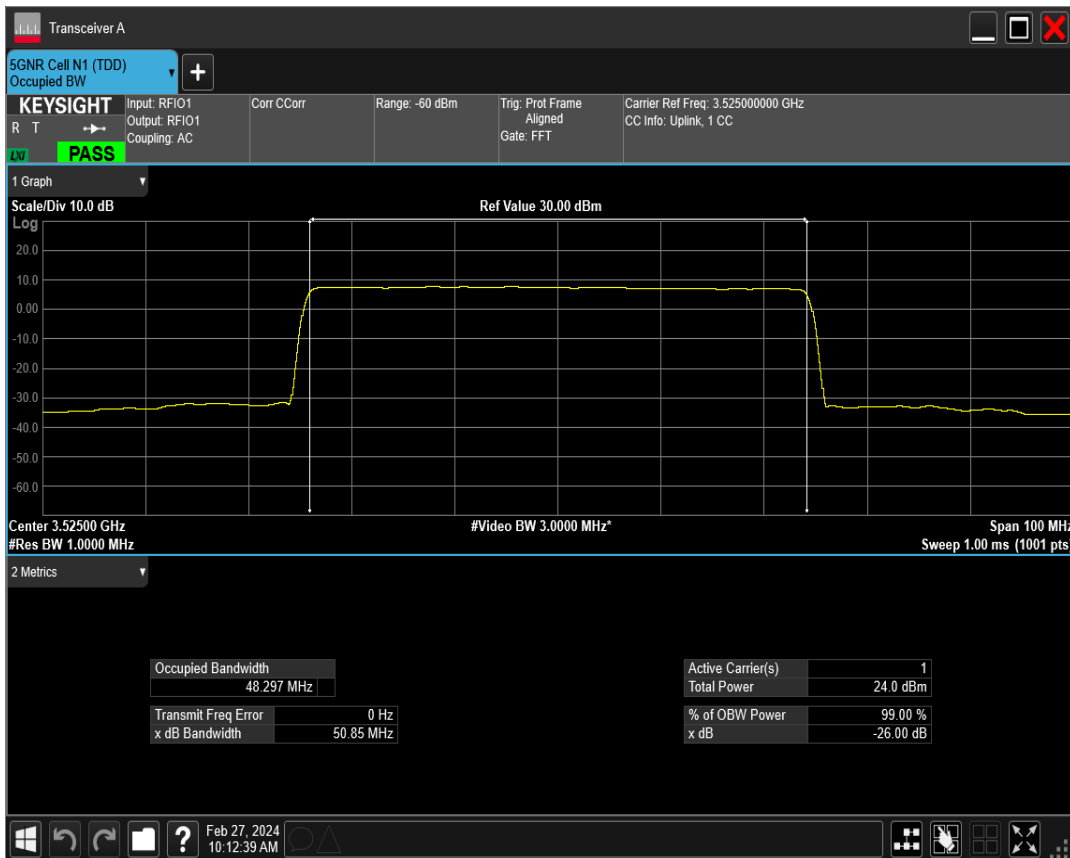 Transceiver A
5GNR Cell N1 (TDD)
Occupied BW
+
KEYSIGHT
R T
LXI
PASS
Input: RFIO1
Output: RFIO1
Coupling: AC
Corr CCorr
Range: -60 dBm
Trig: Prot Frame
Aligned
Gate: FFT
Carrier Ref Freq: 3.525000000 GHz
CC Info: Uplink, 1 CC
1 Graph
Scale/Div 10.0 dB
Ref Value 30.00 dBm
Log
20.0
10.0
0.00
-10.0
-20.0
-30.0
-40.0
-50.0
-60.0
Center 3.52500 GHz
#Video BW 3.0000 MHz*
Span 100 MHz
#Res BW 1.0000 MHz
Sweep 1.00 ms (1001 pts)
2 Metrics
Occupied Bandwidth
48.297 MHz
Transmit Freq Error 0 Hz
x dB Bandwidth 50.85 MHz
Active Carrier(s) 1
Total Power 24.0 dBm
% of OBW Power 99.00 %
x dB -26.00 dB
?
Feb 27, 2024
10:12:39 AM